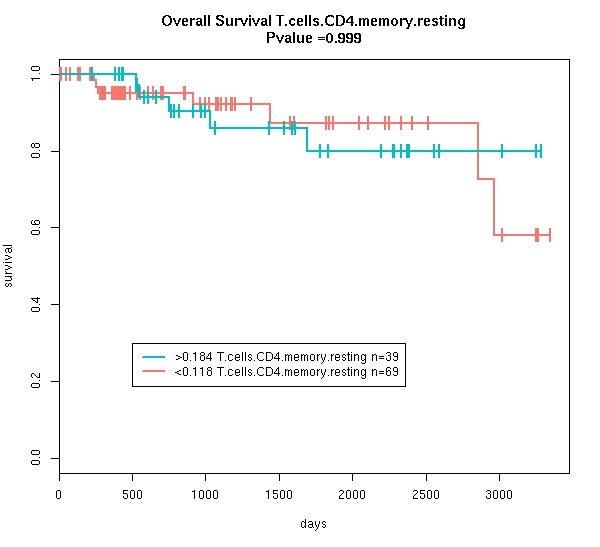 Overall Survival T.cells.CD4.memory.resting
Pvalue =0.999
1.0
0.8
0.6
0.4
0.2
0.0
survival
>0.184 T.cells.CD4.memory.resting n=39
<0.118 T.cells.CD4.memory.resting n=69
0 500 1000 1500 2000 2500 3000
days